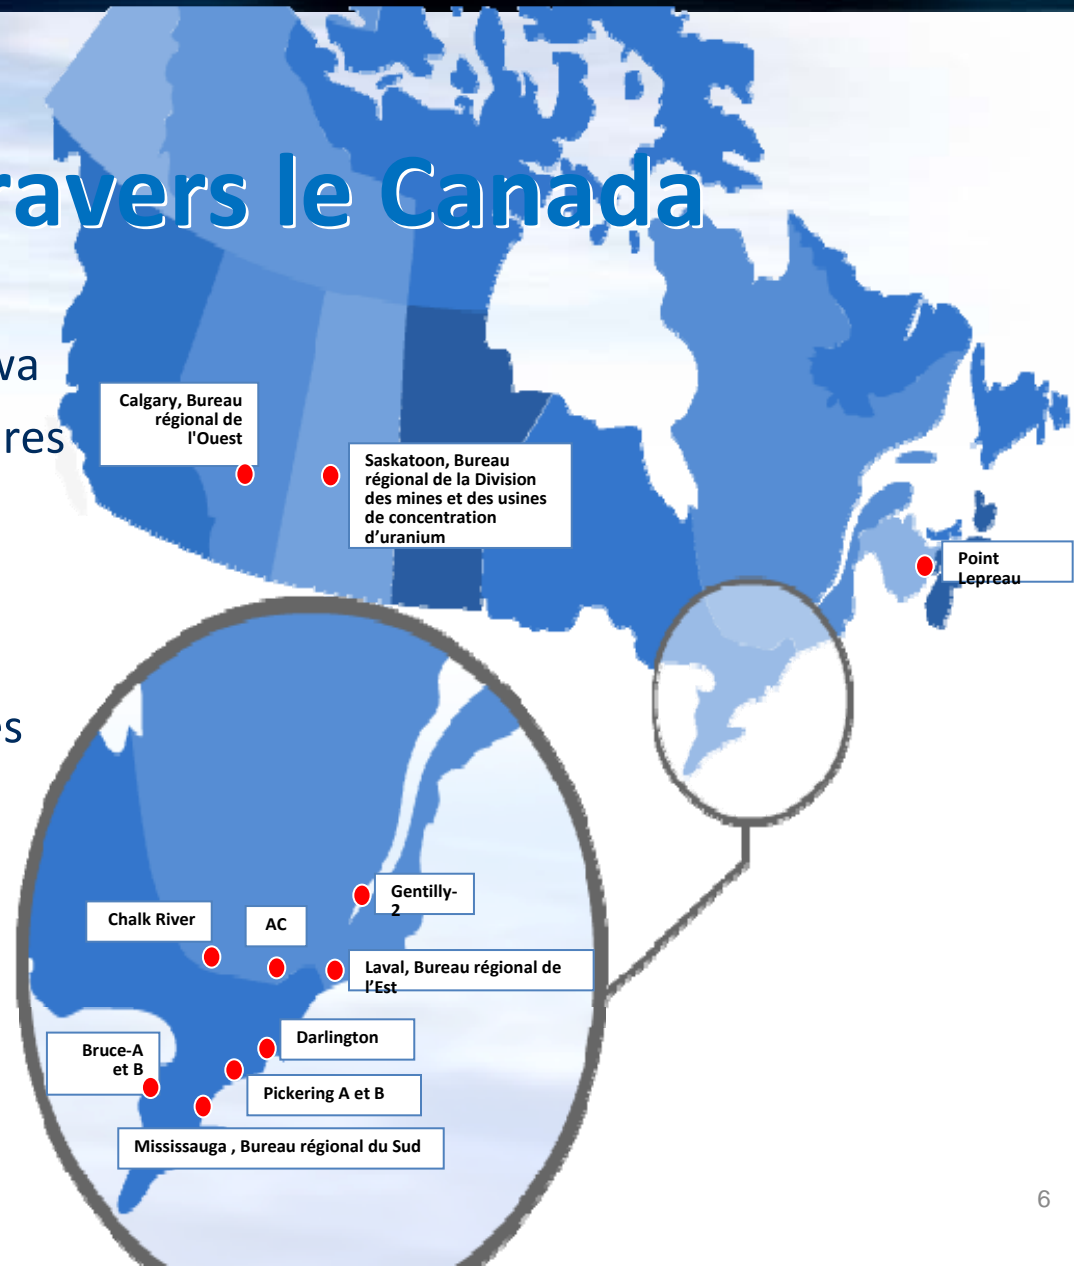 ravers le Canada
wa
res
es
Calgary, Bureau
régional de
l'Ouest
Saskatoon, Bureau
régional de la Division
des mines et des usines
de concentration
d’uranium
Point
Lepreau
Gentilly-
2
Chalk River
AC
Laval, Bureau régional de
l’Est
Darlington
Bruce-A
et B
Pickering A et B
Mississauga , Bureau régional du Sud
6